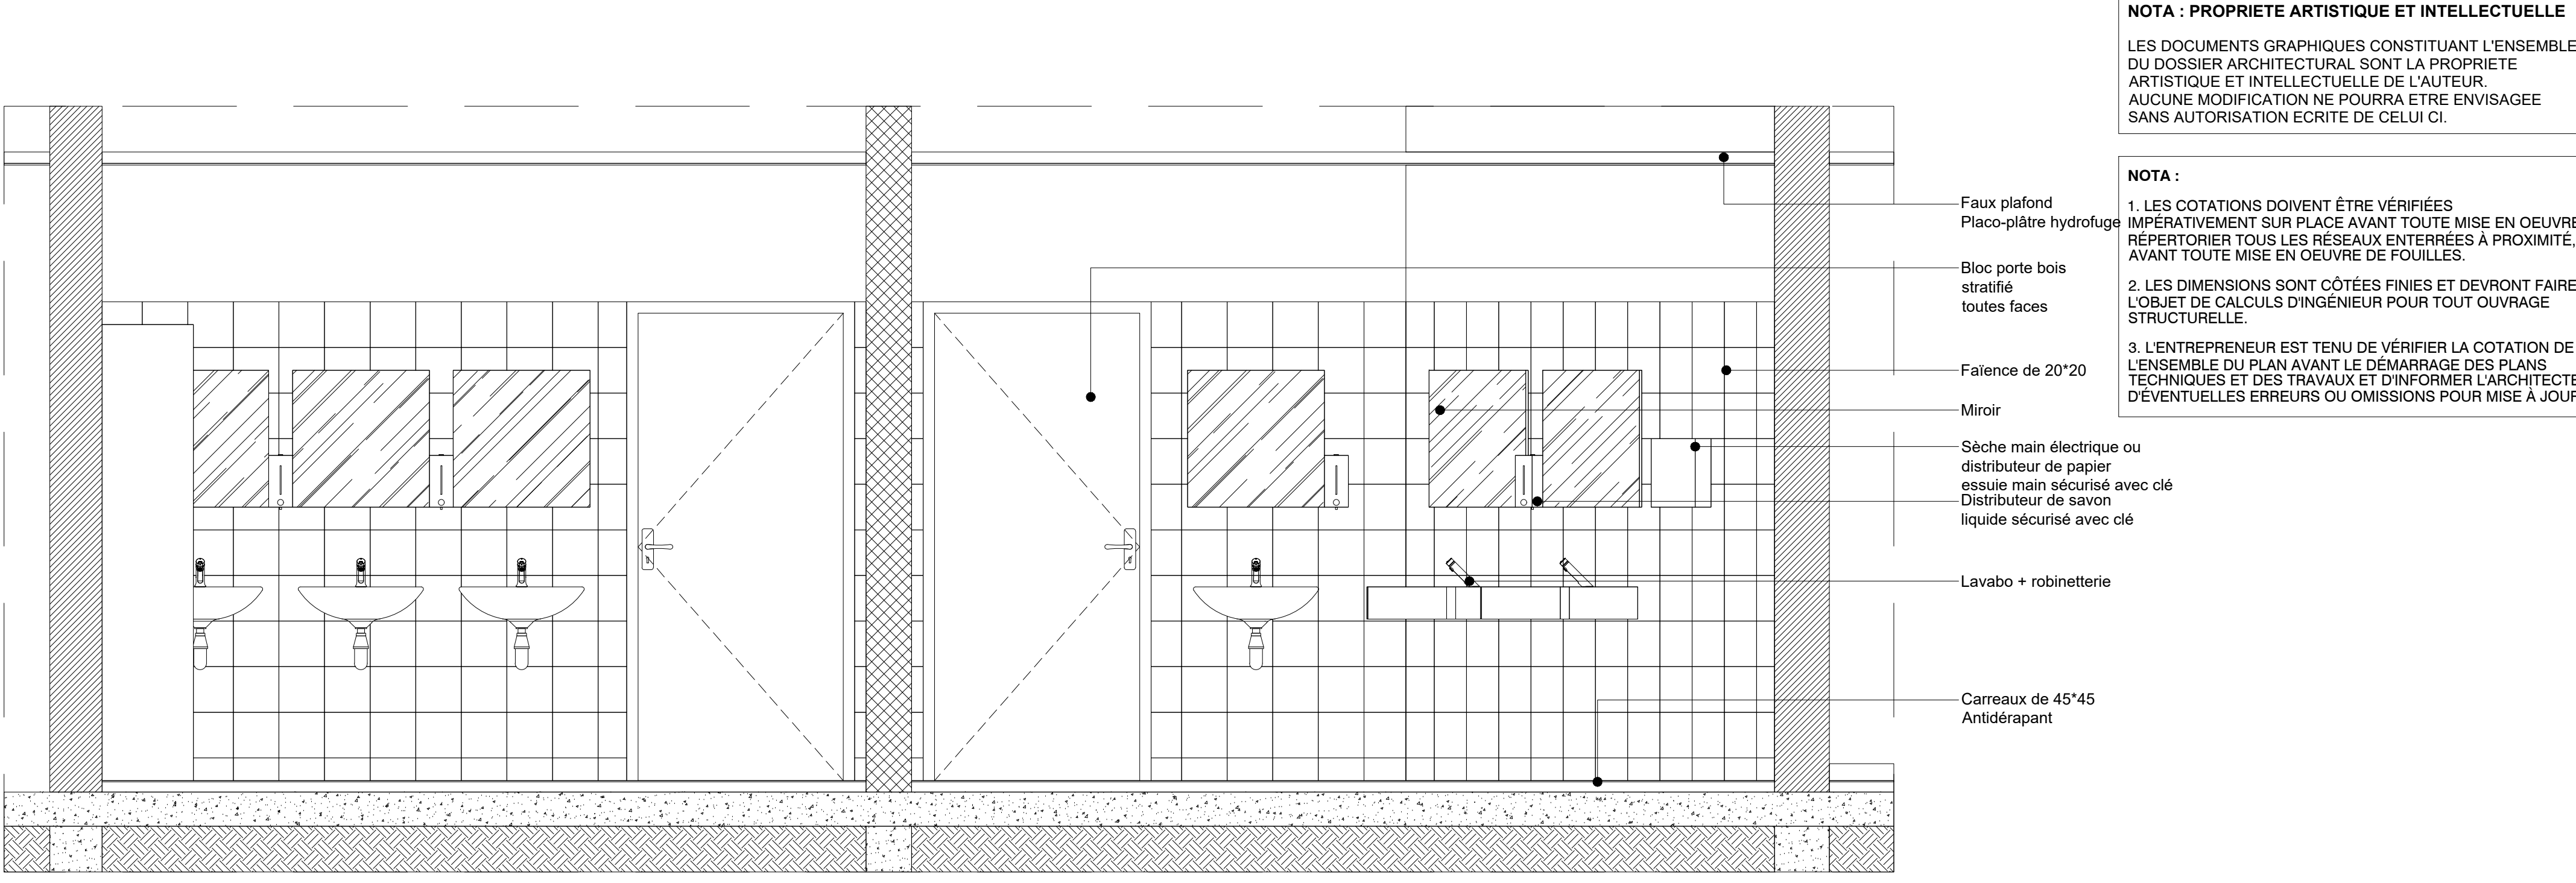 NOTA : PROPRIETE ARTISTIQUE ET INTELLECTUELLE
LES DOCUMENTS GRAPHIQUES CONSTITUANT L'ENSEMBLE
DU DOSSIER ARCHITECTURAL SONT LA PROPRIETE
ARTISTIQUE ET INTELLECTUELLE DE L'AUTEUR.
AUCUNE MODIFICATION NE POURRA ETRE ENVISAGEE
SANS AUTORISATION ECRITE DE CELUI CI.
NOTA :
1. LES COTATIONS DOIVENT ÊTRE VÉRIFIÉES
IMPÉRATIVEMENT SUR PLACE AVANT TOUTE MISE EN OEUVRE
RÉPERTORIER TOUS LES RÉSEAUX ENTERRÉES À PROXIMITÉ,
AVANT TOUTE MISE EN OEUVRE DE FOUILLES.
2. LES DIMENSIONS SONT CÔTÉES FINIES ET DEVRONT FAIRE
L'OBJET DE CALCULS D'INGÉNIEUR POUR TOUT OUVRAGE
STRUCTURELLE.
3. L'ENTREPRENEUR EST TENU DE VÉRIFIER LA COTATION DE
L'ENSEMBLE DU PLAN AVANT LE DÉMARRAGE DES PLANS
TECHNIQUES ET DES TRAVAUX ET D'INFORMER L'ARCHITECTE
D'ÉVENTUELLES ERREURS OU OMISSIONS POUR MISE À JOUR
Faux plafond
Placo-plâtre hydrofuge
Bloc porte bois
stratifié
toutes faces
Faïence de 20*20
Miroir
Sèche main électrique ou
distributeur de papier
essuie main sécurisé avec clé
Distributeur de savon
liquide sécurisé avec clé
Lavabo + robinetterie
Carreaux de 45*45
Antidérapant